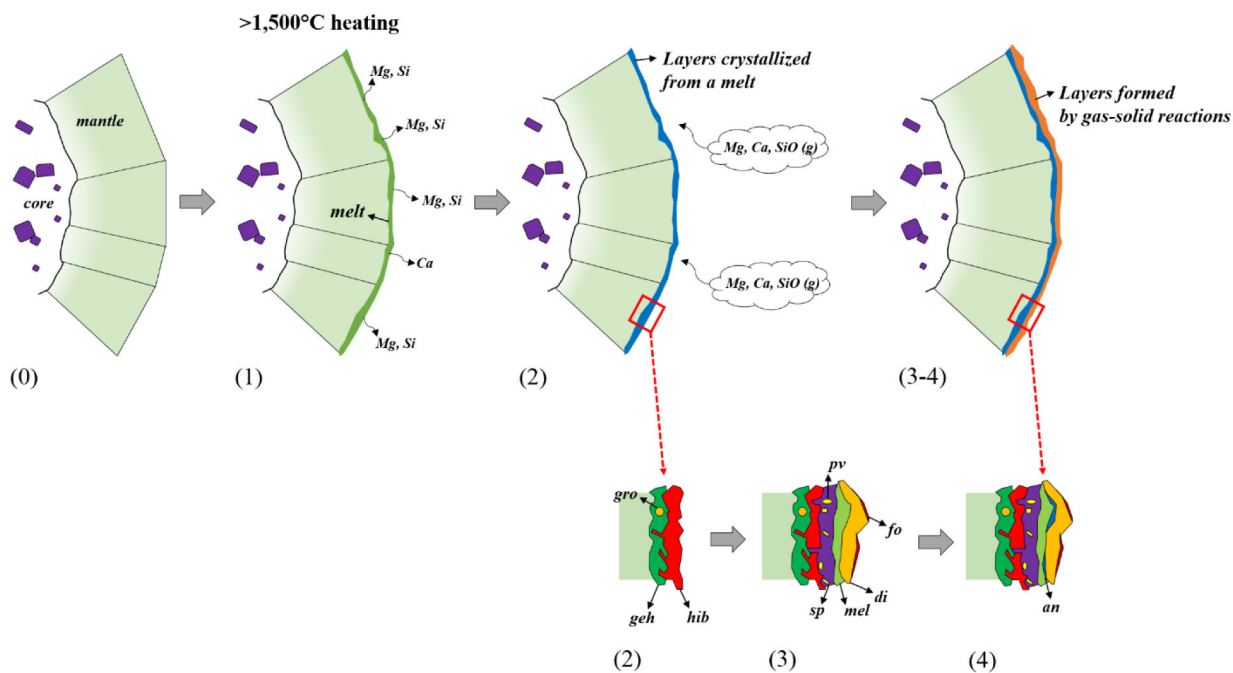 >1,500°C heating
mantle
core
Mg, Si
Mg, Si
Mg, Si
melt
Ca
Mg, Si
Layers crystallized
from a melt
Mg, Ca, SiO (g)
Mg, Ca, SiO (g)
Layers formed
by gas-solid reactions
(0)
(1)
(2)
(3-4)
gro
geh
hib
pv
fo
sp
mel
di
an
(2)
(3)
(4)